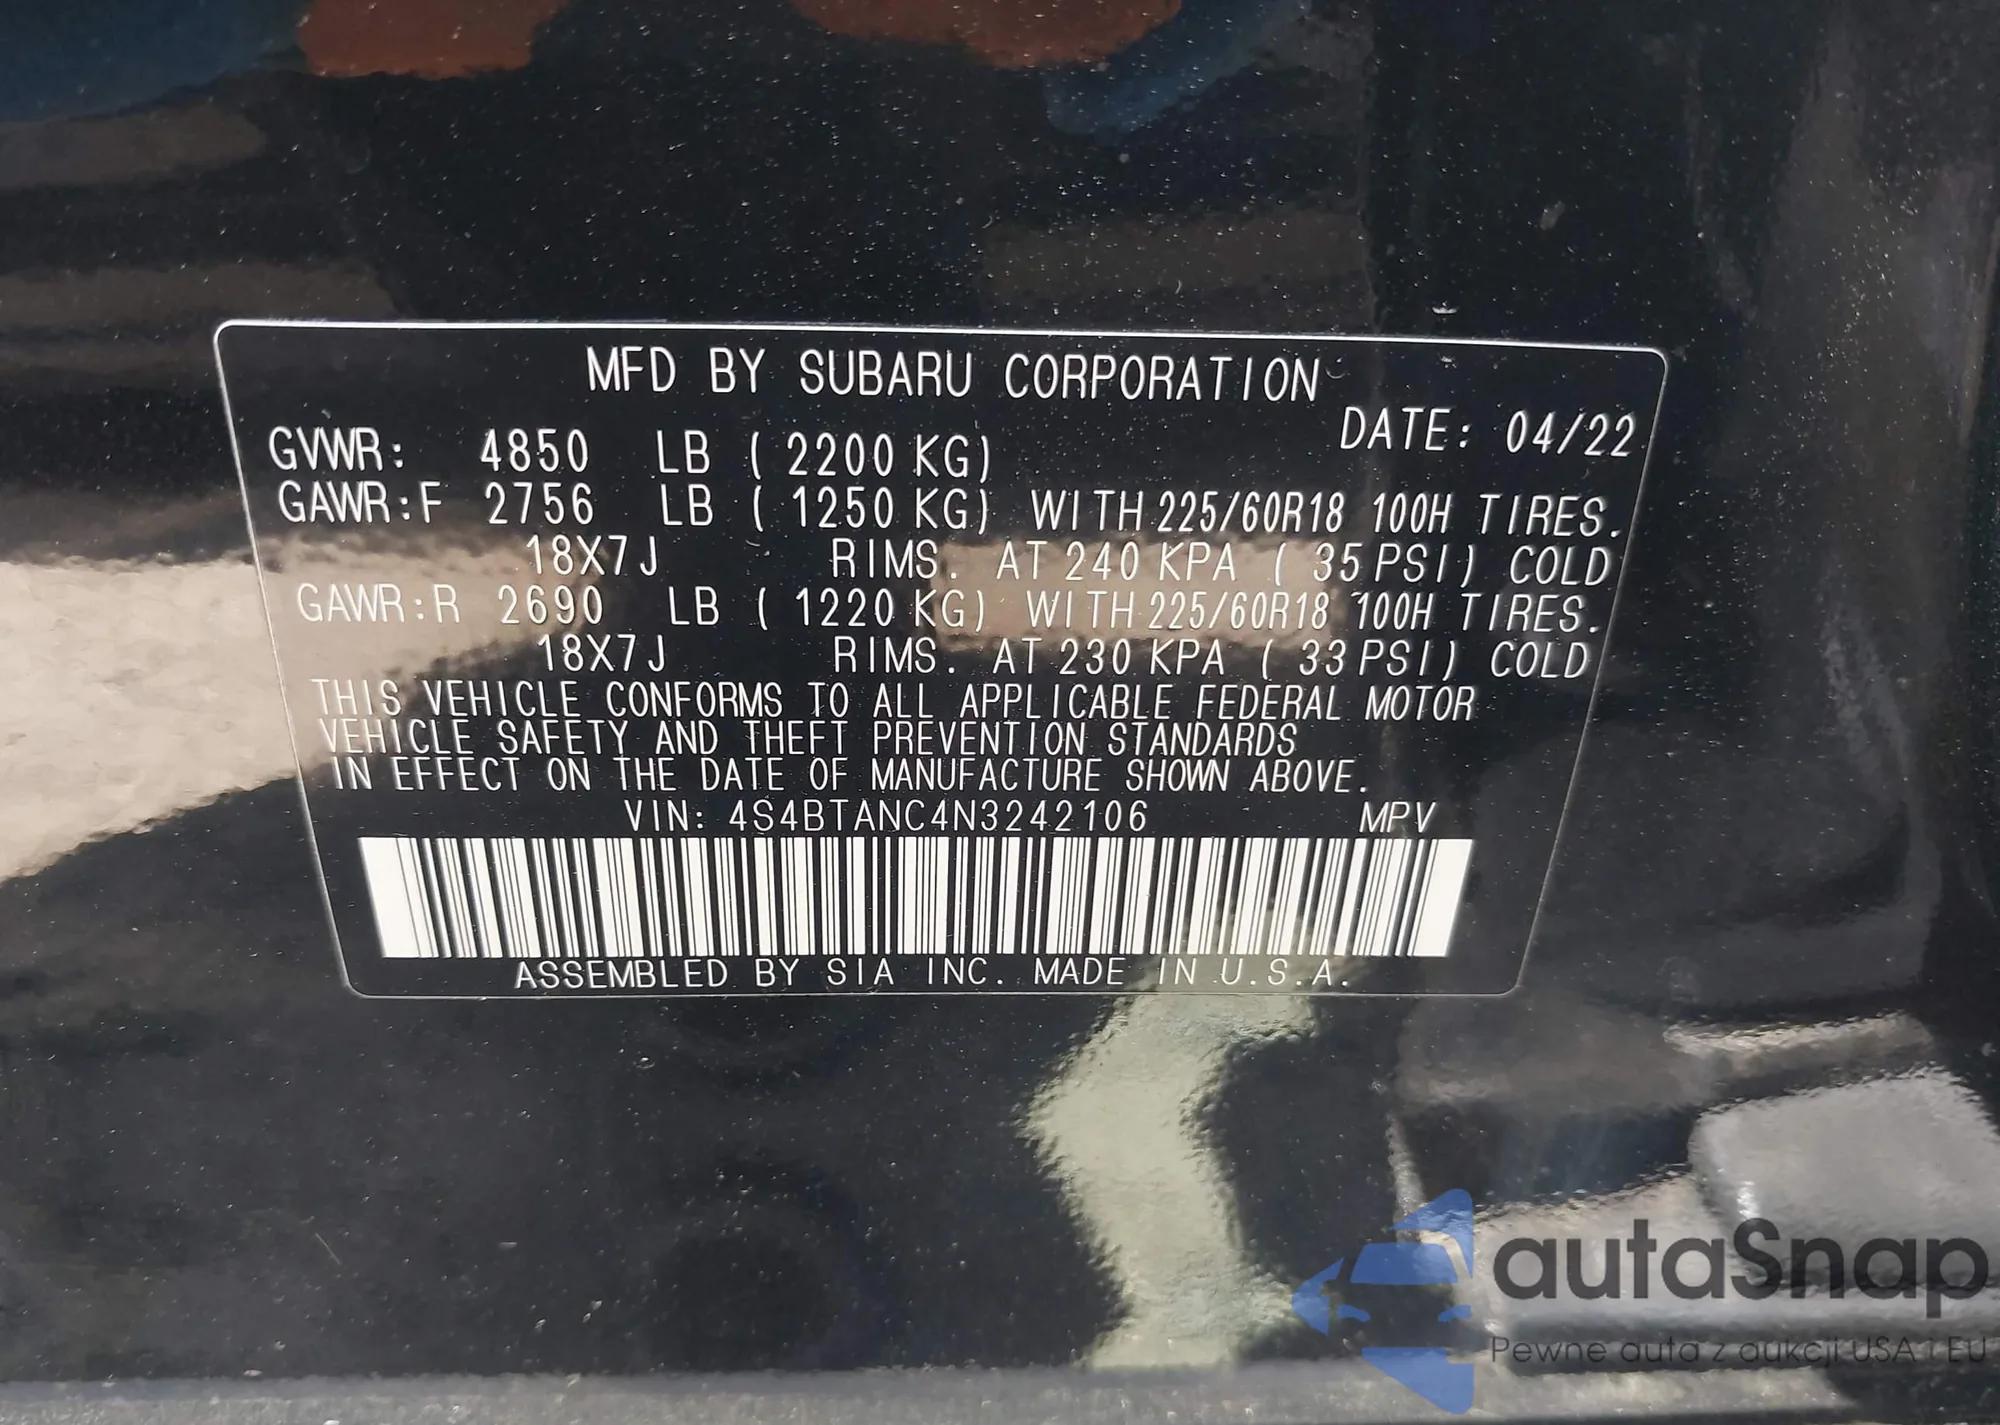 MFD BY SUBARU CORPORATION
DATE: 04/22
GVWR: 4850 LB (2200 KG)
GAWR:F 2756 LB (1250 KG) WITH 225/60R18 100H TIRES.
18X7J RIMS. AT 240 KPA (35 PSI) COLD
GAWR:R 2690 LB (1220 KG) WITH 225/60R18 100H TIRES.
18X7J RIMS. AT 230 KPA (33 PSI) COLD
THIS VEHICLE CONFORMS TO ALL APPLICABLE FEDERAL MOTOR
VEHICLE SAFETY AND THEFT PREVENTION STANDARDS
IN EFFECT ON THE DATE OF MANUFACTURE SHOWN ABOVE.
VIN: 4S4BTANC4N3242106 MPV
ASSEMBLED BY SIA INC. MADE IN U.S.A.
autaSnap
Pewne auta z aukcji USA i EU